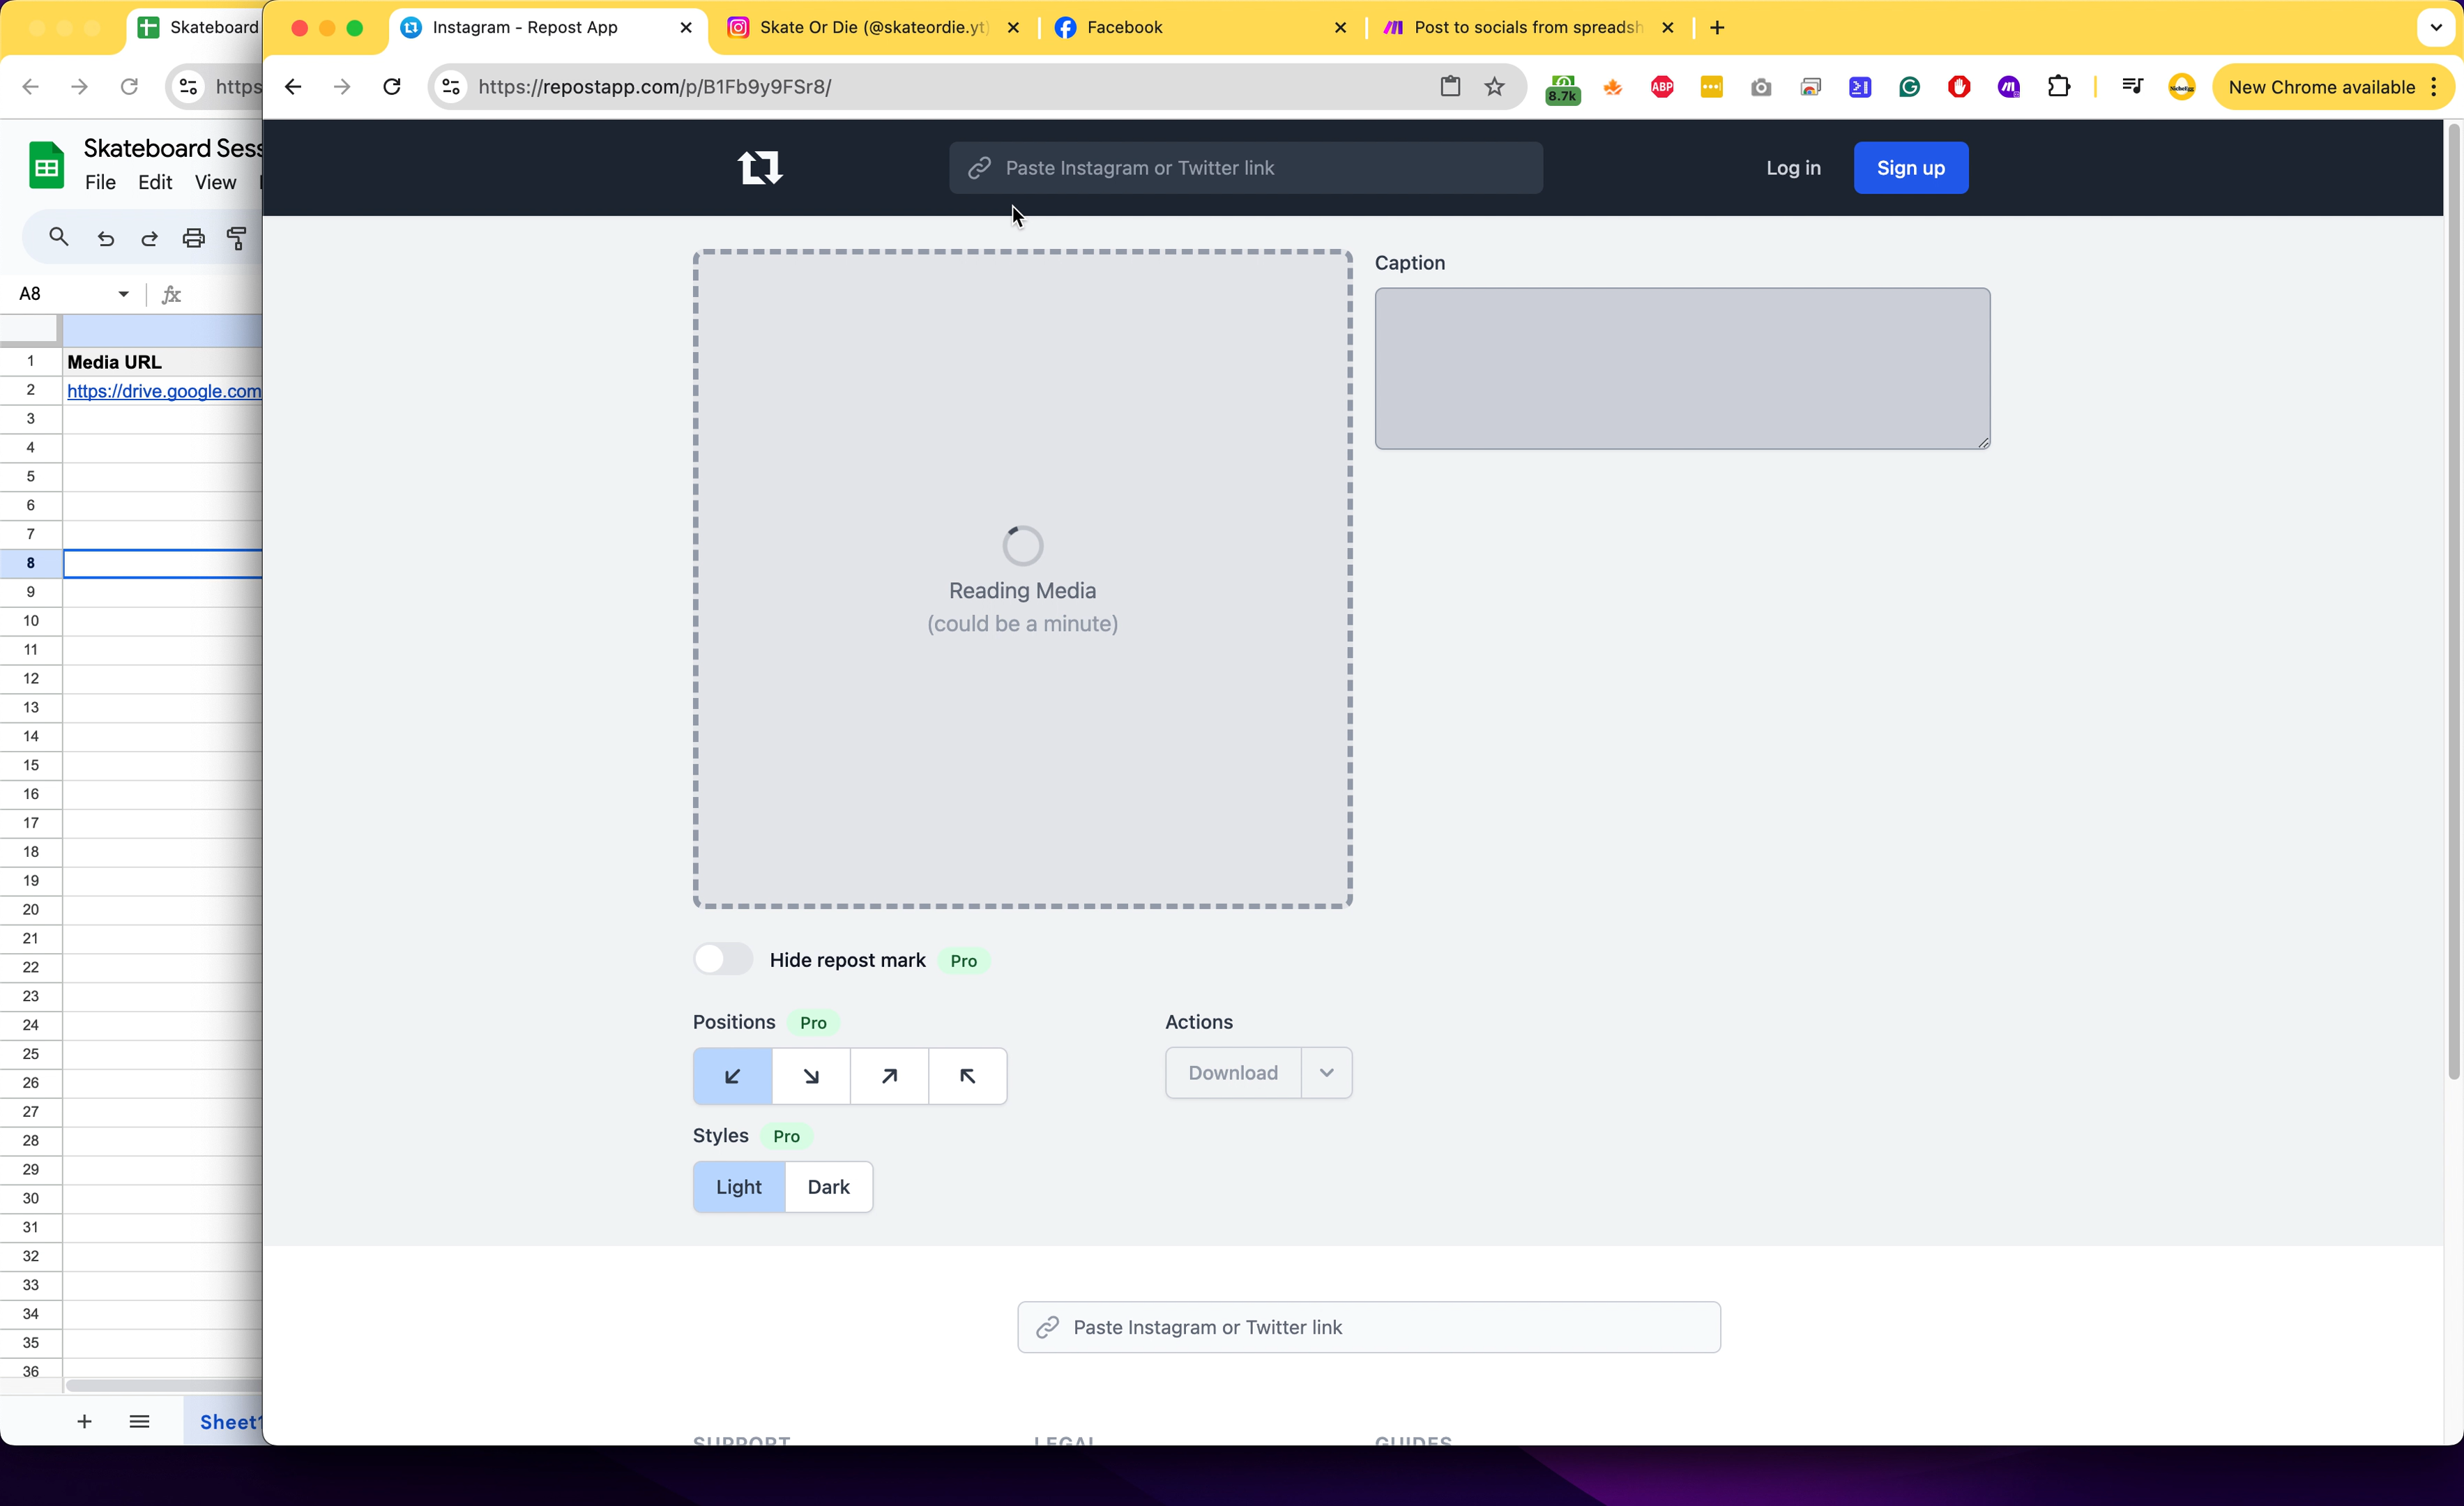 Skateboard
Instagram - Repost App
Skate Or Die (@skateordie.yt)
Facebook
Post to socials from spreadsh
https
https://repostapp.com/p/B1Fb9y9FSr8/
8.7k
ABP
New Chrome available
Skateboard Sess
File Edit View
Paste Instagram or Twitter link
Log in
Sign up
A8
fx
Caption
1 Media URL
2 https://drive.google.com
3
4
5
6
7
8
9
10
11
12
13
14
15
16
17
18
19
20
21
22
23
24
25
26
27
28
29
30
31
32
33
34
35
36
Reading Media
(could be a minute)
Hide repost mark Pro
Positions Pro
Actions
Download
Styles Pro
Light Dark
Paste Instagram or Twitter link
Sheet1
SUPPORT
LEGAL
GUIDES